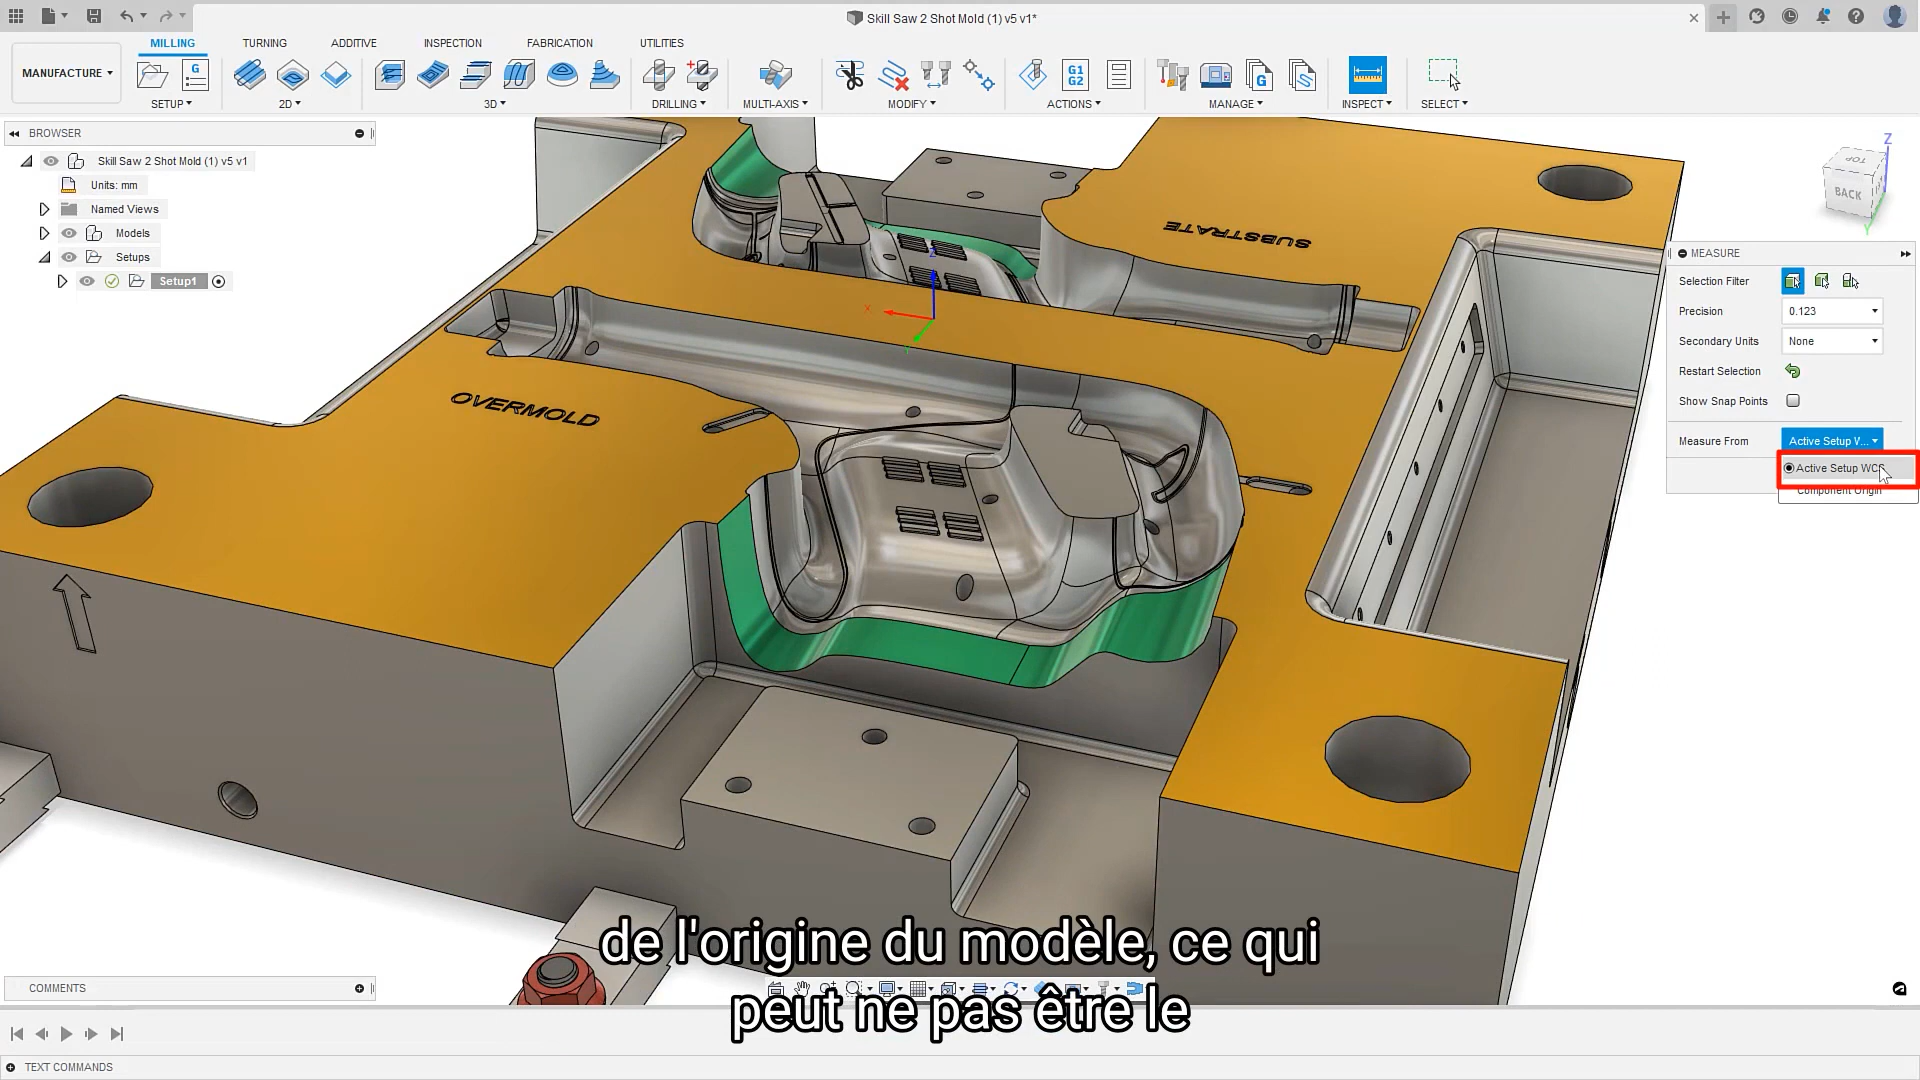 Skill Saw 2 Shot Mold (1) v5 v1*
MILLING
TURNING
ADDITIVE
INSPECTION
FABRICATION
UTILITIES
MANUFACTURE
G
G1
G2
G
S
SETUP
2D
3D
DRILLING
MULTI-AXIS
MODIFY
ACTIONS
MANAGE
INSPECT
SELECT
BROWSER
Skill Saw 2 Shot Mold (1) v5 v1
Units: mm
Named Views
Models
Setups
Setup1
Z
TOP
BACK
Y
SUBSTRATE
Z
X
Y
OVERMOLD
MEASURE
Selection Filter
Precision
0.123
Secondary Units
None
Restart Selection
Show Snap Points
Measure From
Active Setup V...
Active Setup WCS
Component Origin
de l'origine du modèle, ce qui
peut ne pas être le
COMMENTS
TEXT COMMANDS